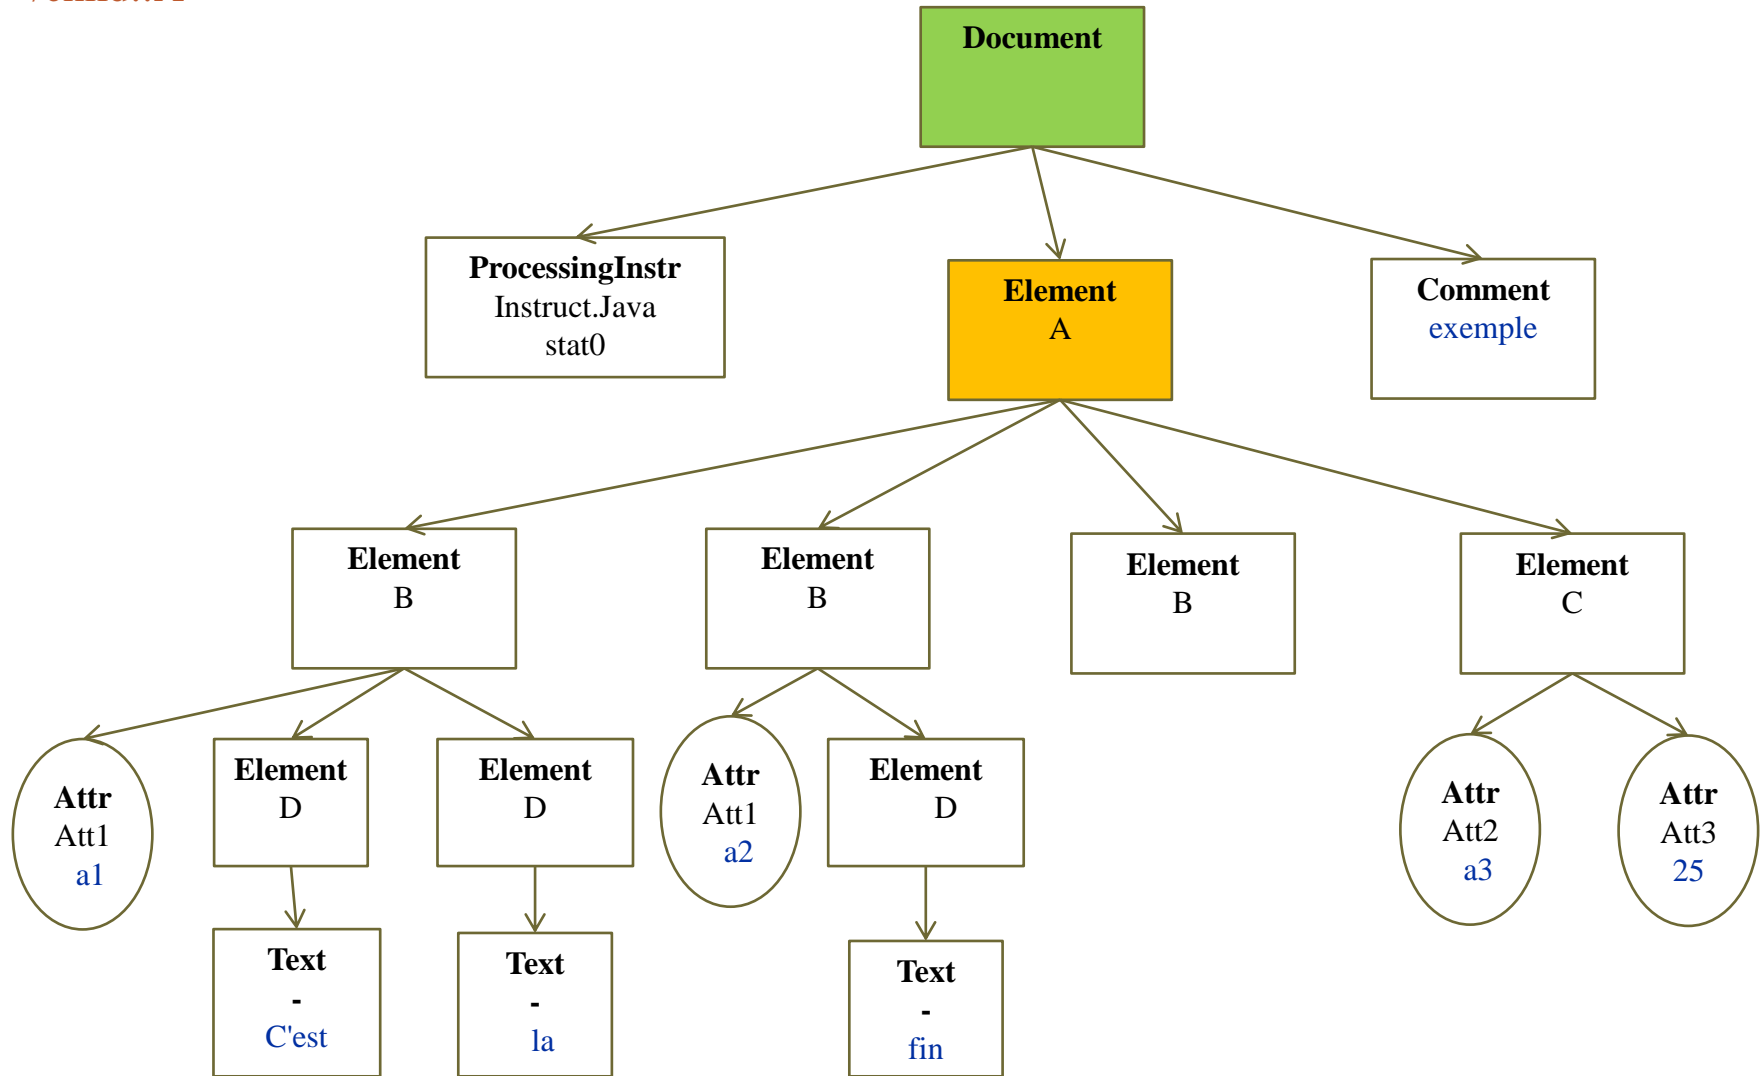 Document
ProcessingInstr
Instruct.Java
stat0
Element
A
Comment
exemple
Element
B
Element
B
Element
B
Element
C
Attr
Att1
a1
Element
D
Element
D
Attr
Att1
a2
Element
D
Attr
Att2
a3
Attr
Att3
25
Text
-
C'est
Text
-
la
Text
-
fin